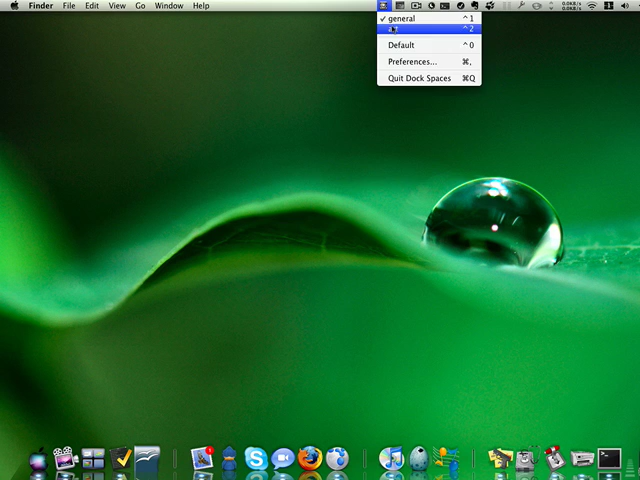 Finder File Edit View Go Window Help
0.0KB/s
0.0KB/s
✓ general ^1
^2
Default ^0
Preferences... ⌘,
Quit Dock Spaces ⌘Q